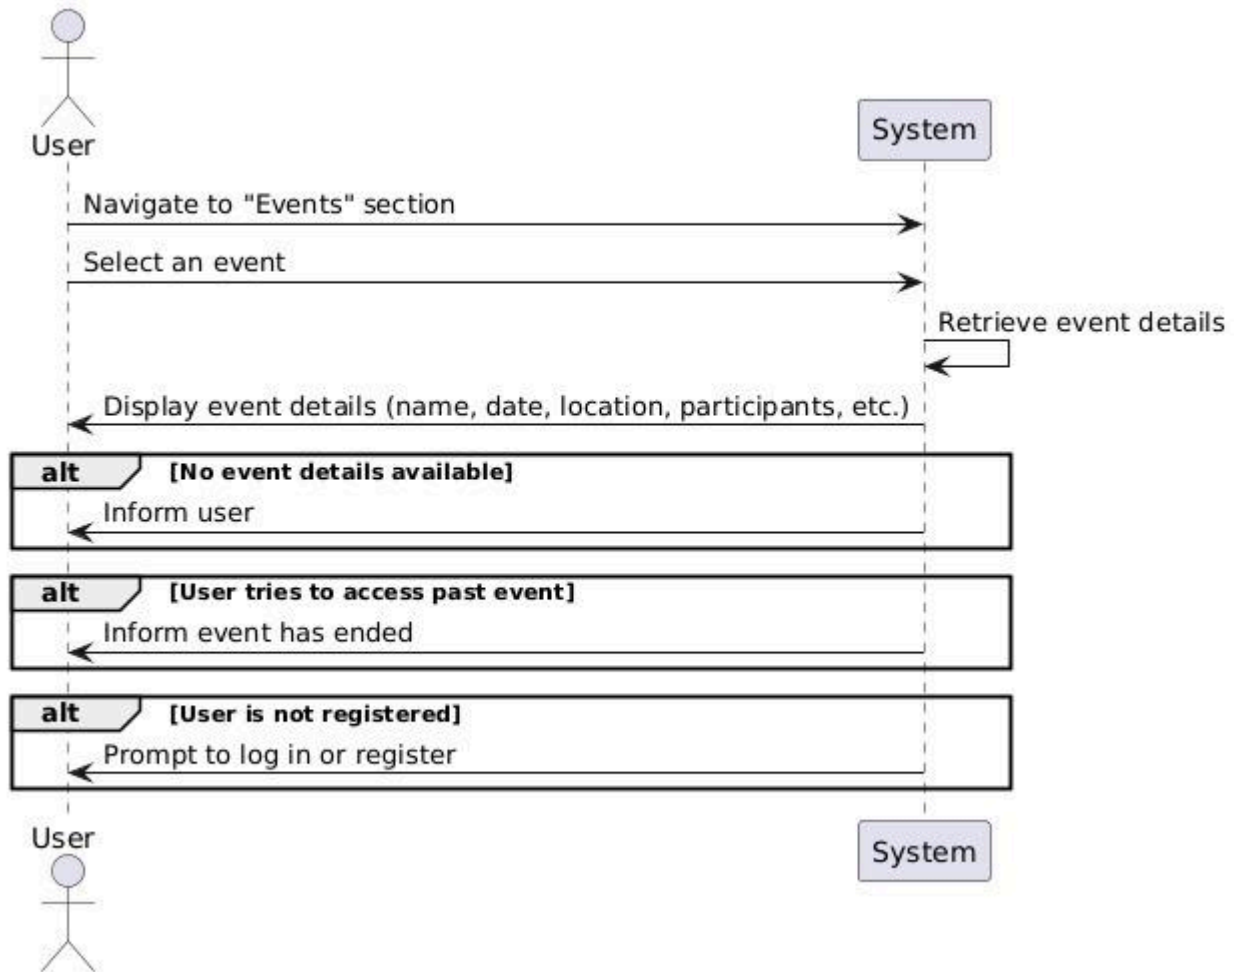 User
System
Navigate to "Events" section
Select an event
Retrieve event details
Display event details (name, date, location, participants, etc.)
alt [No event details available]
Inform user
alt [User tries to access past event]
Inform event has ended
alt [User is not registered]
Prompt to log in or register
User
System